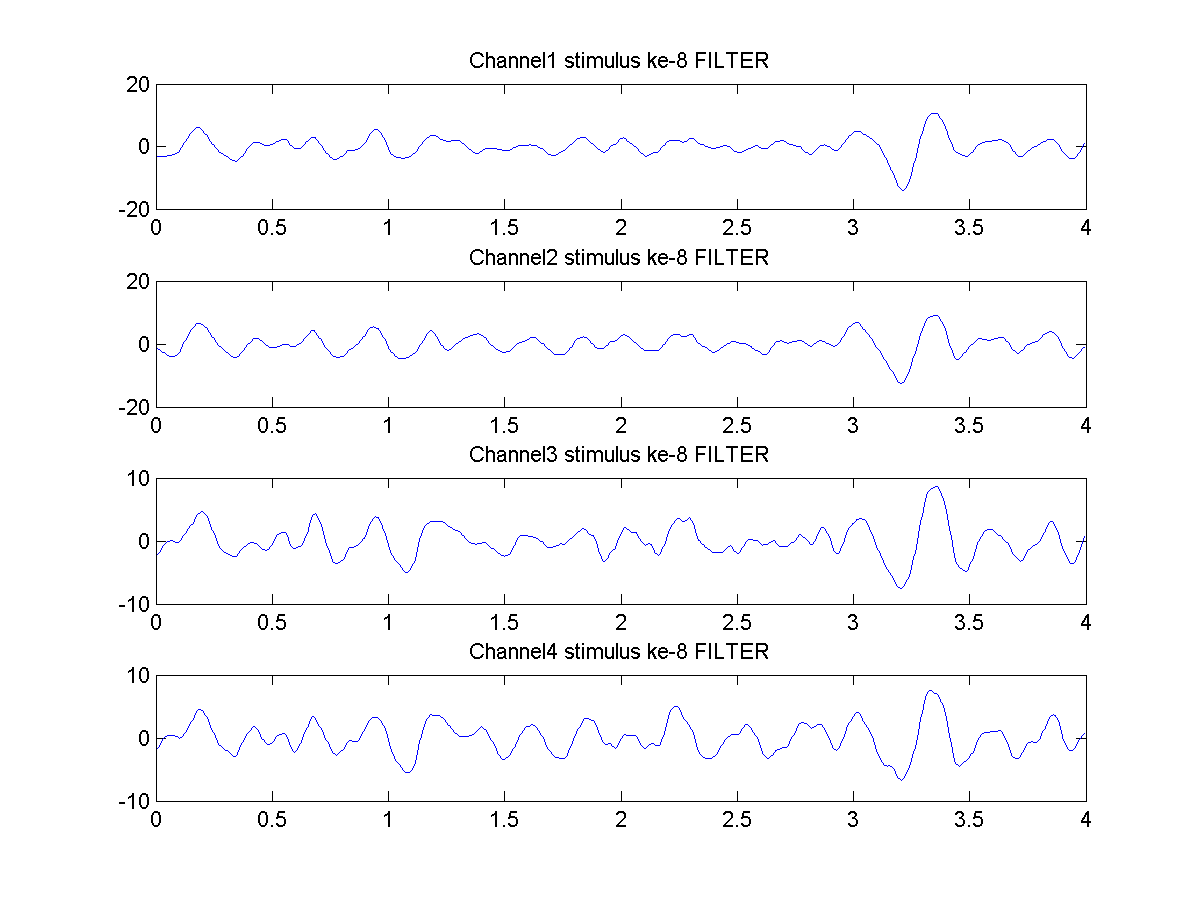 Channel1 stimulus ke-8 FILTER
20
0
-20
0 0.5 1 1.5 2 2.5 3 3.5 4
Channel2 stimulus ke-8 FILTER
20
0
-20
0 0.5 1 1.5 2 2.5 3 3.5 4
Channel3 stimulus ke-8 FILTER
10
0
-10
0 0.5 1 1.5 2 2.5 3 3.5 4
Channel4 stimulus ke-8 FILTER
10
0
-10
0 0.5 1 1.5 2 2.5 3 3.5 4